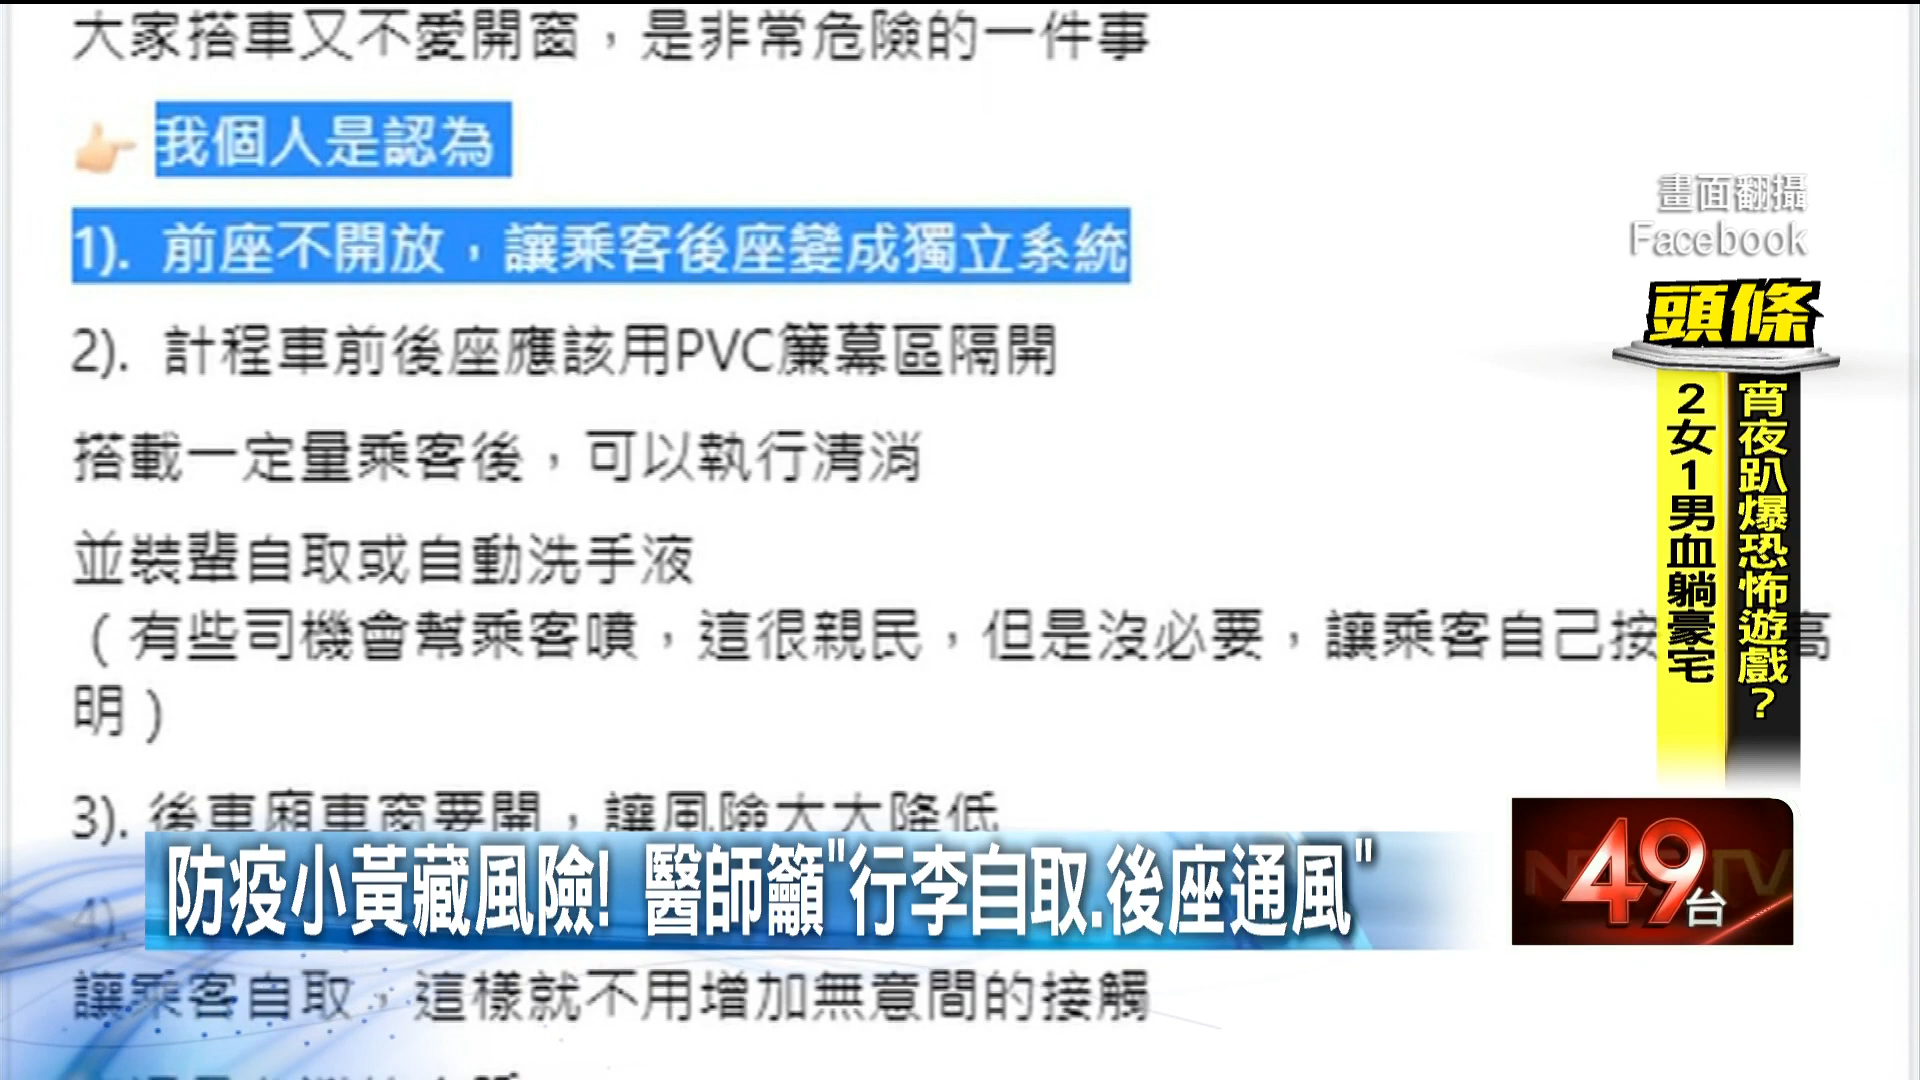 大家搭車又不愛開窗，是非常危險的一件事
我個人是認為
1). 前座不開放，讓乘客後座變成獨立系統
2). 計程車前後座應該用PVC簾幕區隔開
搭載一定量乘客後，可以執行清消
並裝輩自取或自動洗手液
（有些司機會幫乘客噴，這很親民，但是沒必要，讓乘客自己按
高
明）
3). 後車廂車窗要開，讓風險大大降低
4).
讓乘客自取，這樣就不用增加無意間的接觸
畫面翻攝
Facebook
頭條
宵夜趴爆恐怖遊戲？
2女1男血躺豪宅
防疫小黃藏風險! 醫師籲"行李自取.後座通風"
49台